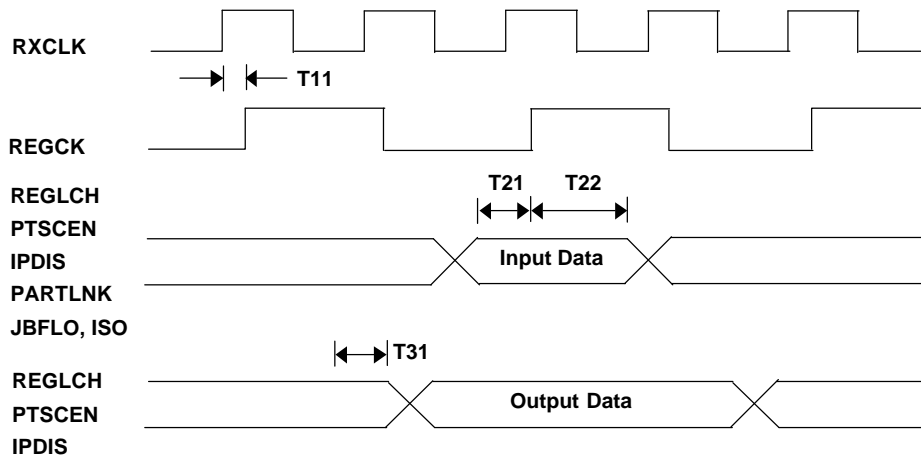 RXCLK
T11
REGCK
REGLCH
T21 T22
PTSCEN
IPDIS
Input Data
PARTLNK
JBFLO, ISO
T31
REGLCH
PTSCEN
Output Data
IPDIS